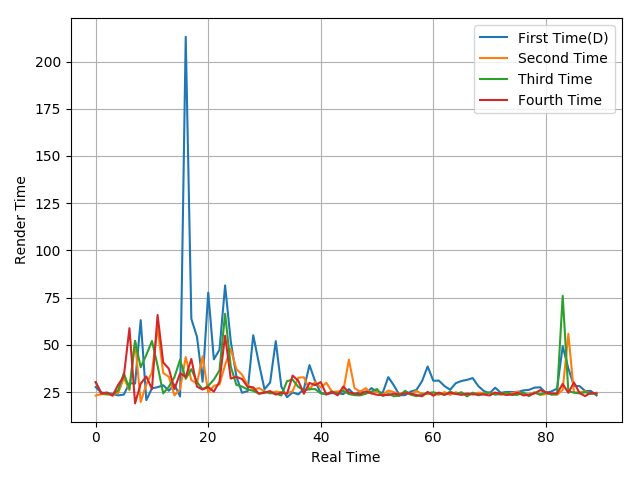 First Time(D)
Second Time
Third Time
Fourth Time
Render Time
200
175
150
125
100
75
50
25
0 20 40 60 80
Real Time